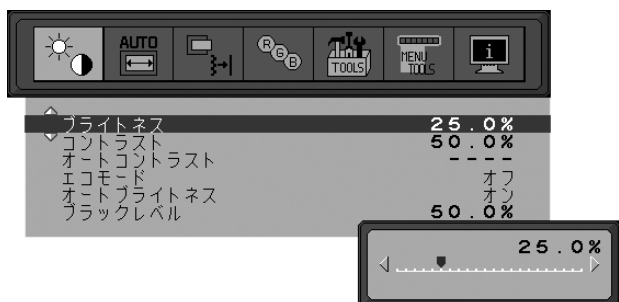 AUTO
R G B
TOOLS
MENU TOOLS
i
ブライトネス 25.0%
コントラスト 50.0%
オートコントラスト ----
エコモード オフ
オートブライトネス オン
ブラックレベル 50.0%
25.0%